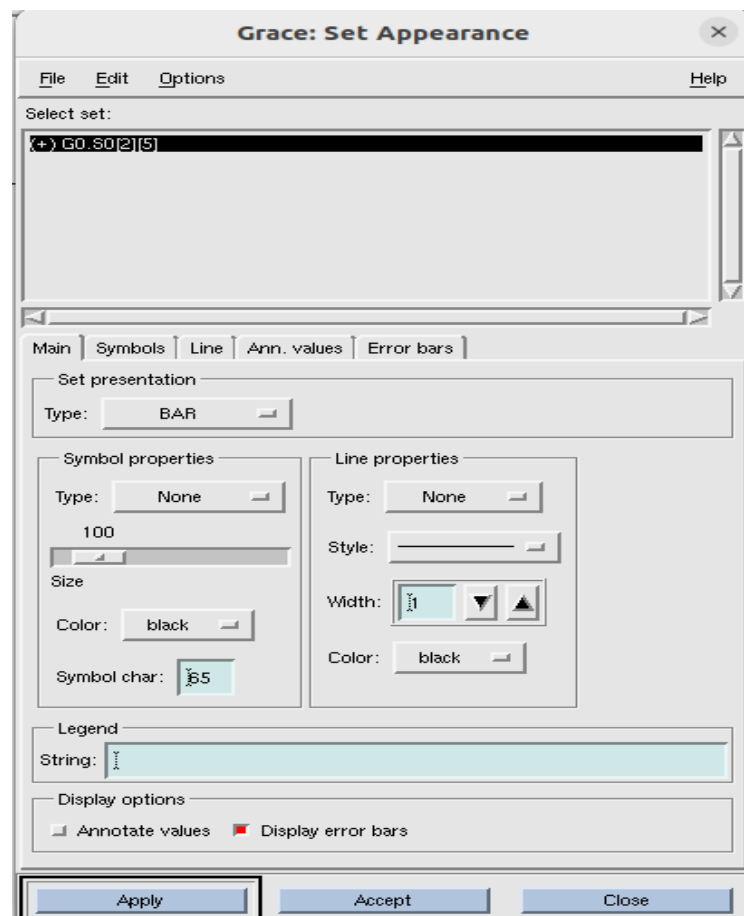 Grace: Set Appearance
File Edit Options Help
Select set:
(+) G0.S0[2][5]
Main Symbols Line Ann. values Error bars
Set presentation
Type: BAR
Symbol properties
Type: None
100
Size
Color: black
Symbol char: 65
Line properties
Type: None
Style:
Width: 1
Color: black
Legend
String:
Display options
Annotate values Display error bars
Apply Accept Close